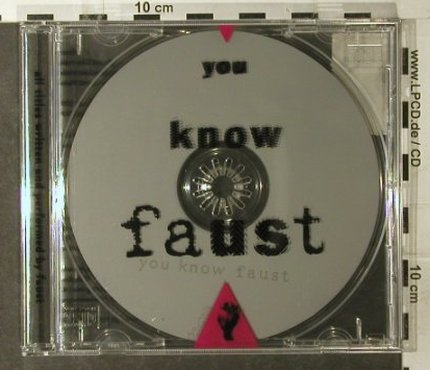 10 cm
you
know
faust
you know faust
all titles written and performed by faust
www.LPCD.de / CD
10 cm